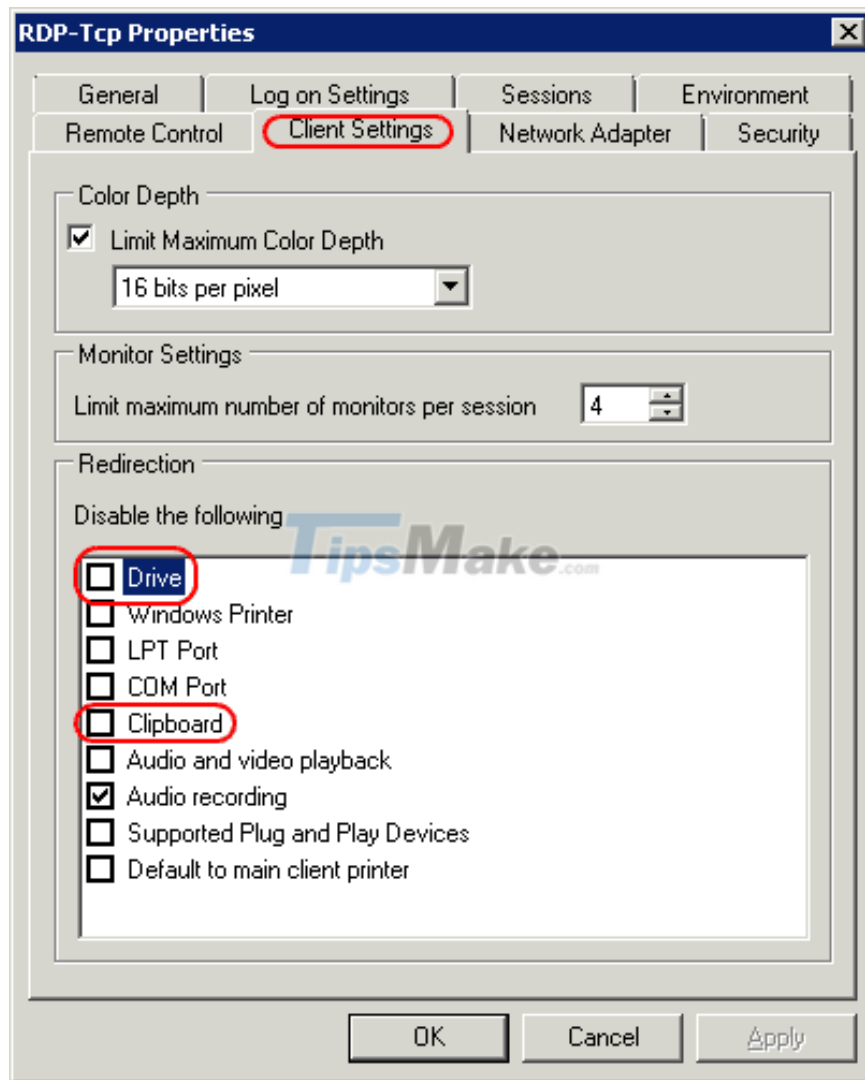 RDP-Tcp Properties
General Log on Settings Sessions Environment
Remote Control Client Settings Network Adapter Security
Color Depth
Limit Maximum Color Depth
16 bits per pixel
Monitor Settings
Limit maximum number of monitors per session 4
Redirection
Disable the following
TipsMake.com
Drive
Windows Printer
LPT Port
COM Port
Clipboard
Audio and video playback
Audio recording
Supported Plug and Play Devices
Default to main client printer
OK Cancel Apply